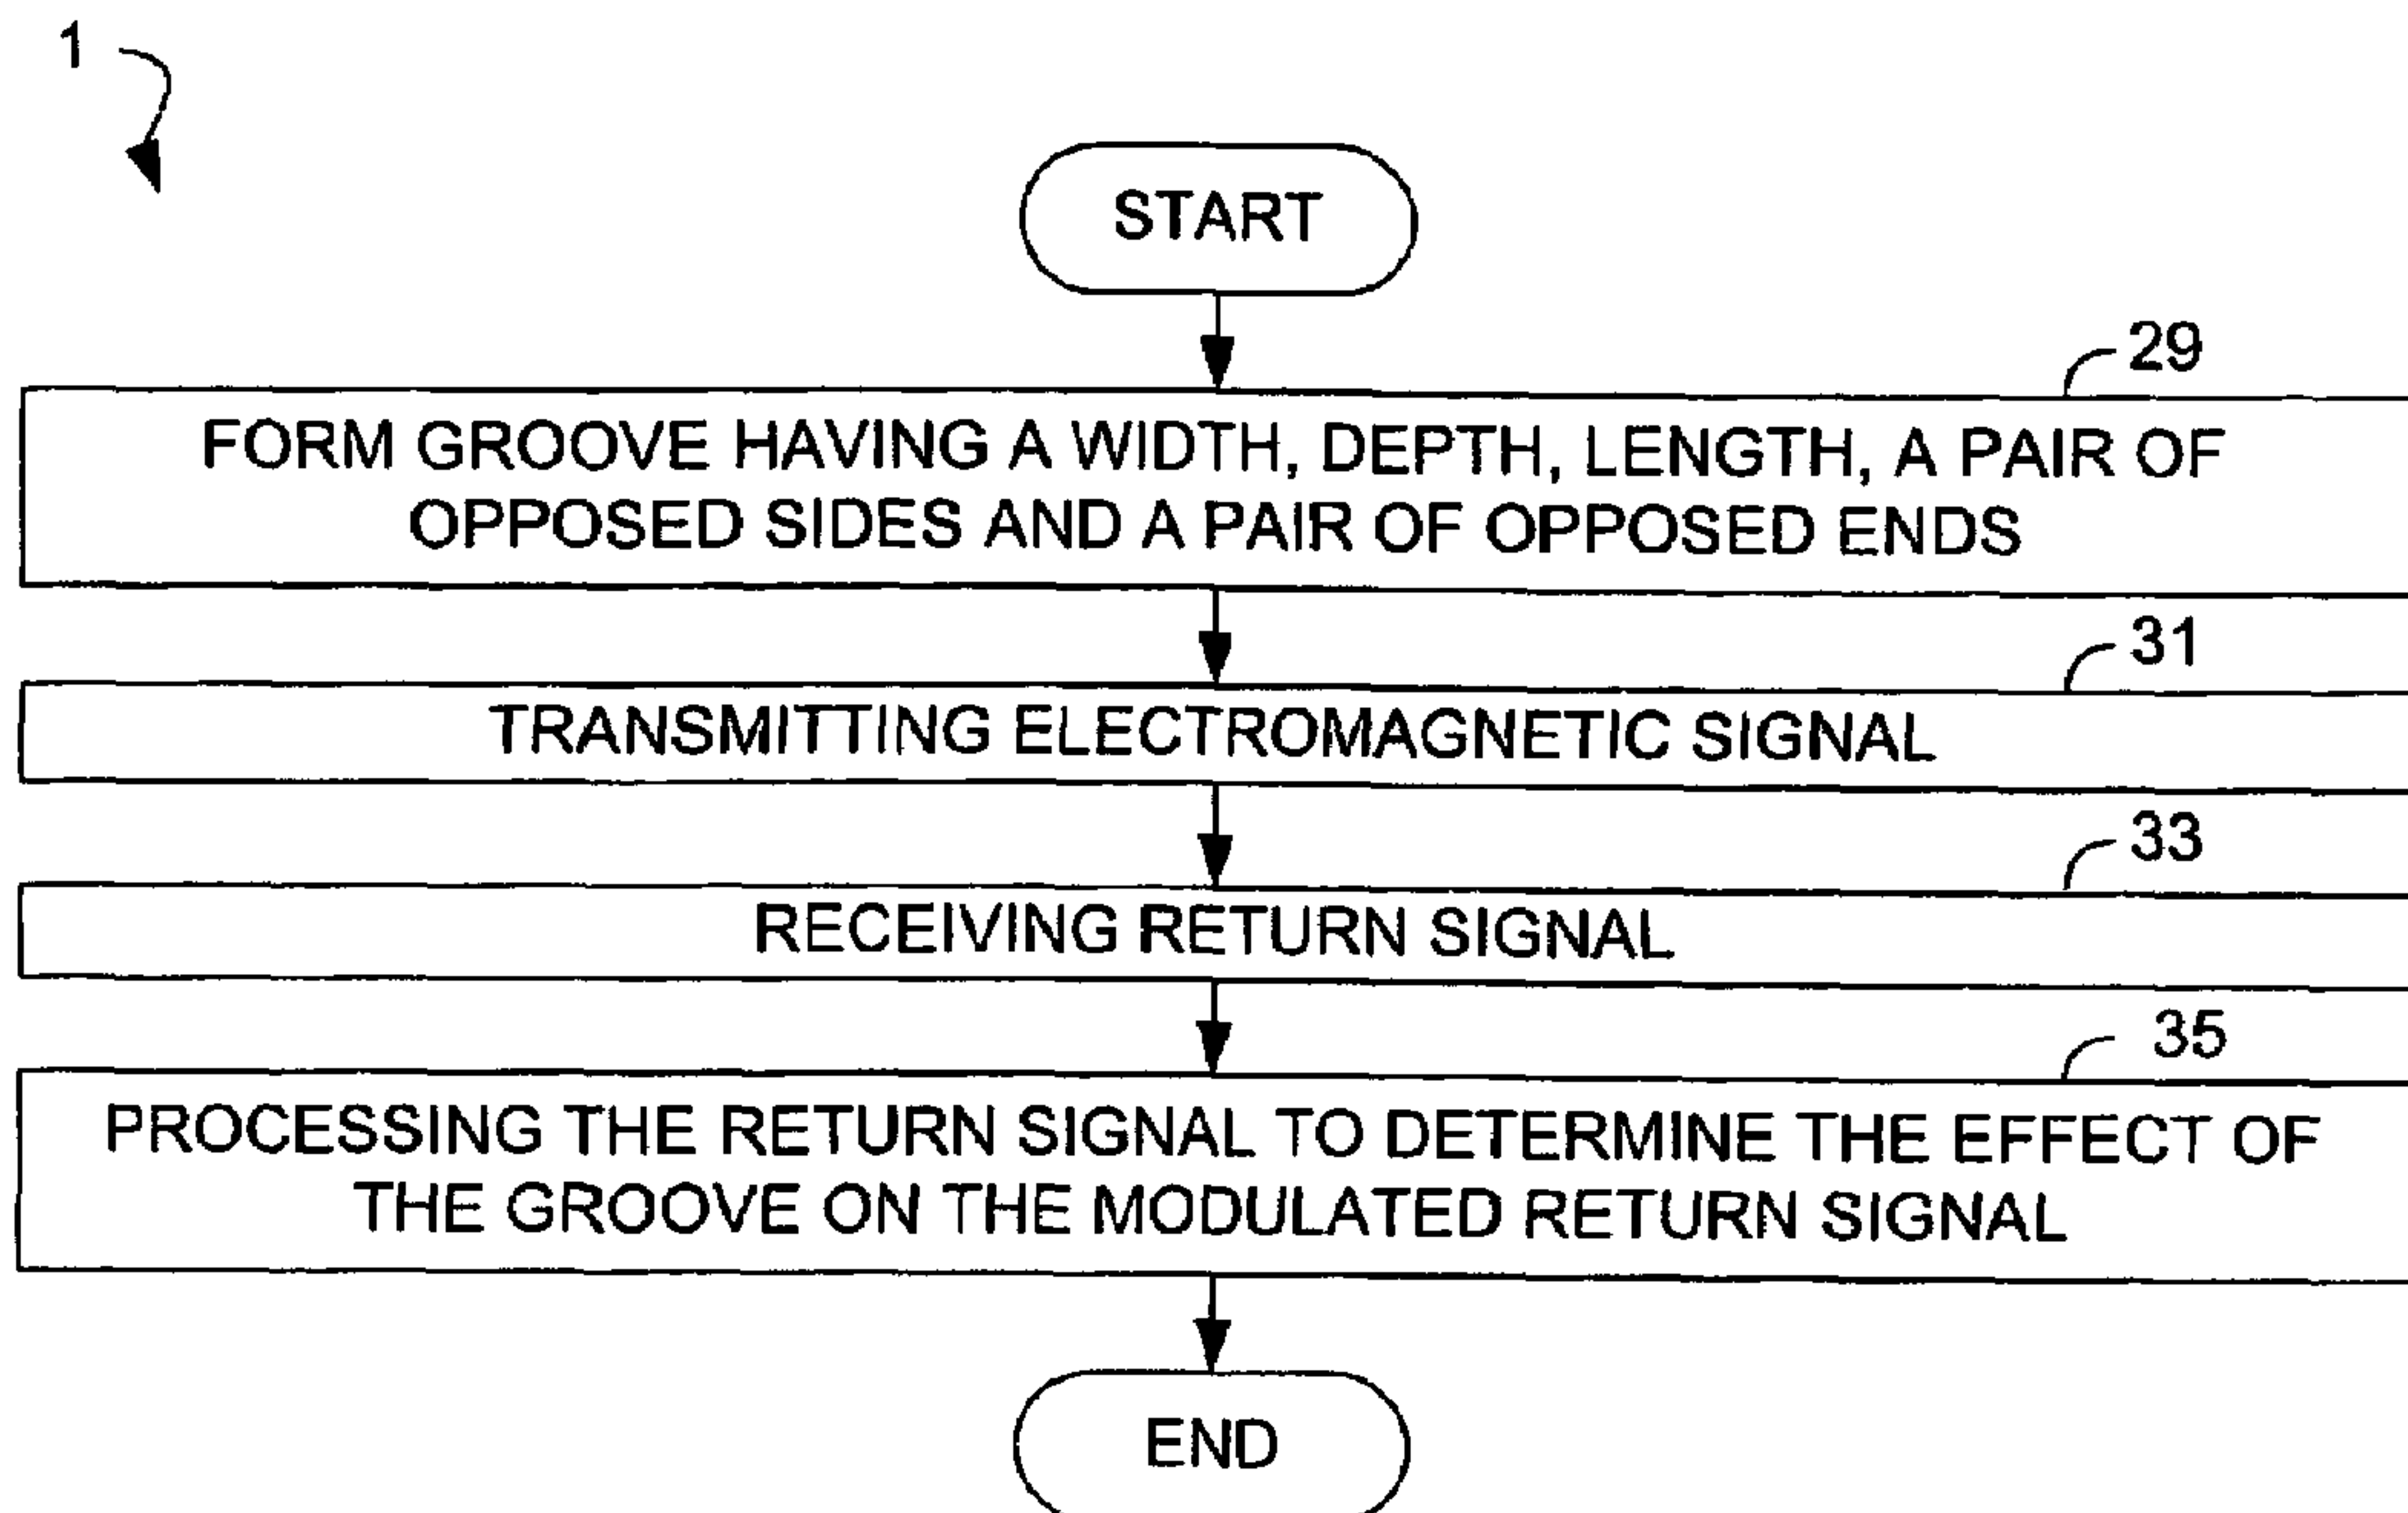 1
START
29
FORM GROOVE HAVING A WIDTH, DEPTH, LENGTH, A PAIR OF
OPPOSED SIDES AND A PAIR OF OPPOSED ENDS
31
TRANSMITTING ELECTROMAGNETIC SIGNAL
33
RECEIVING RETURN SIGNAL
35
PROCESSING THE RETURN SIGNAL TO DETERMINE THE EFFECT OF
THE GROOVE ON THE MODULATED RETURN SIGNAL
END